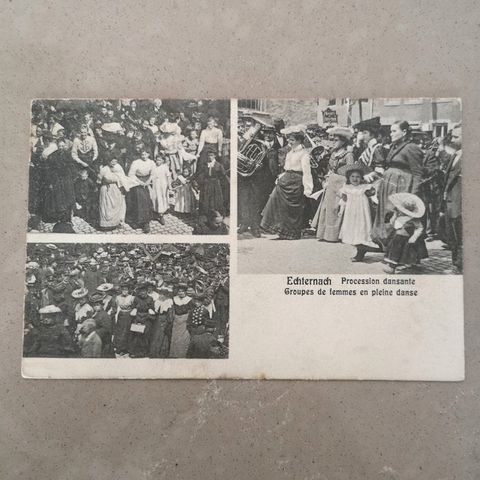 Echternach Procession dansante
Groupes de femmes en pleine danse